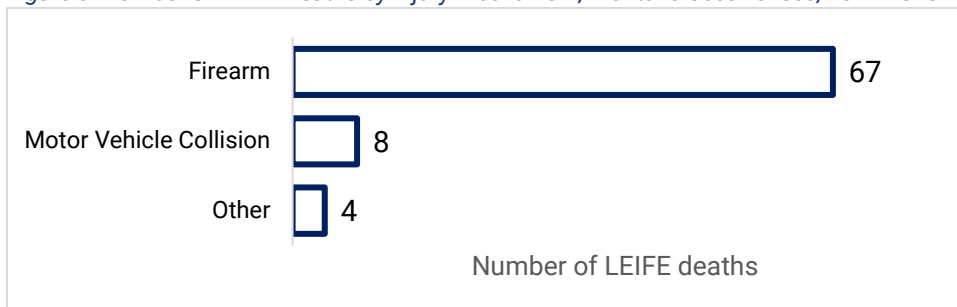 Firearm
67
Motor Vehicle Collision
8
Other
4
Number of LEIFE deaths